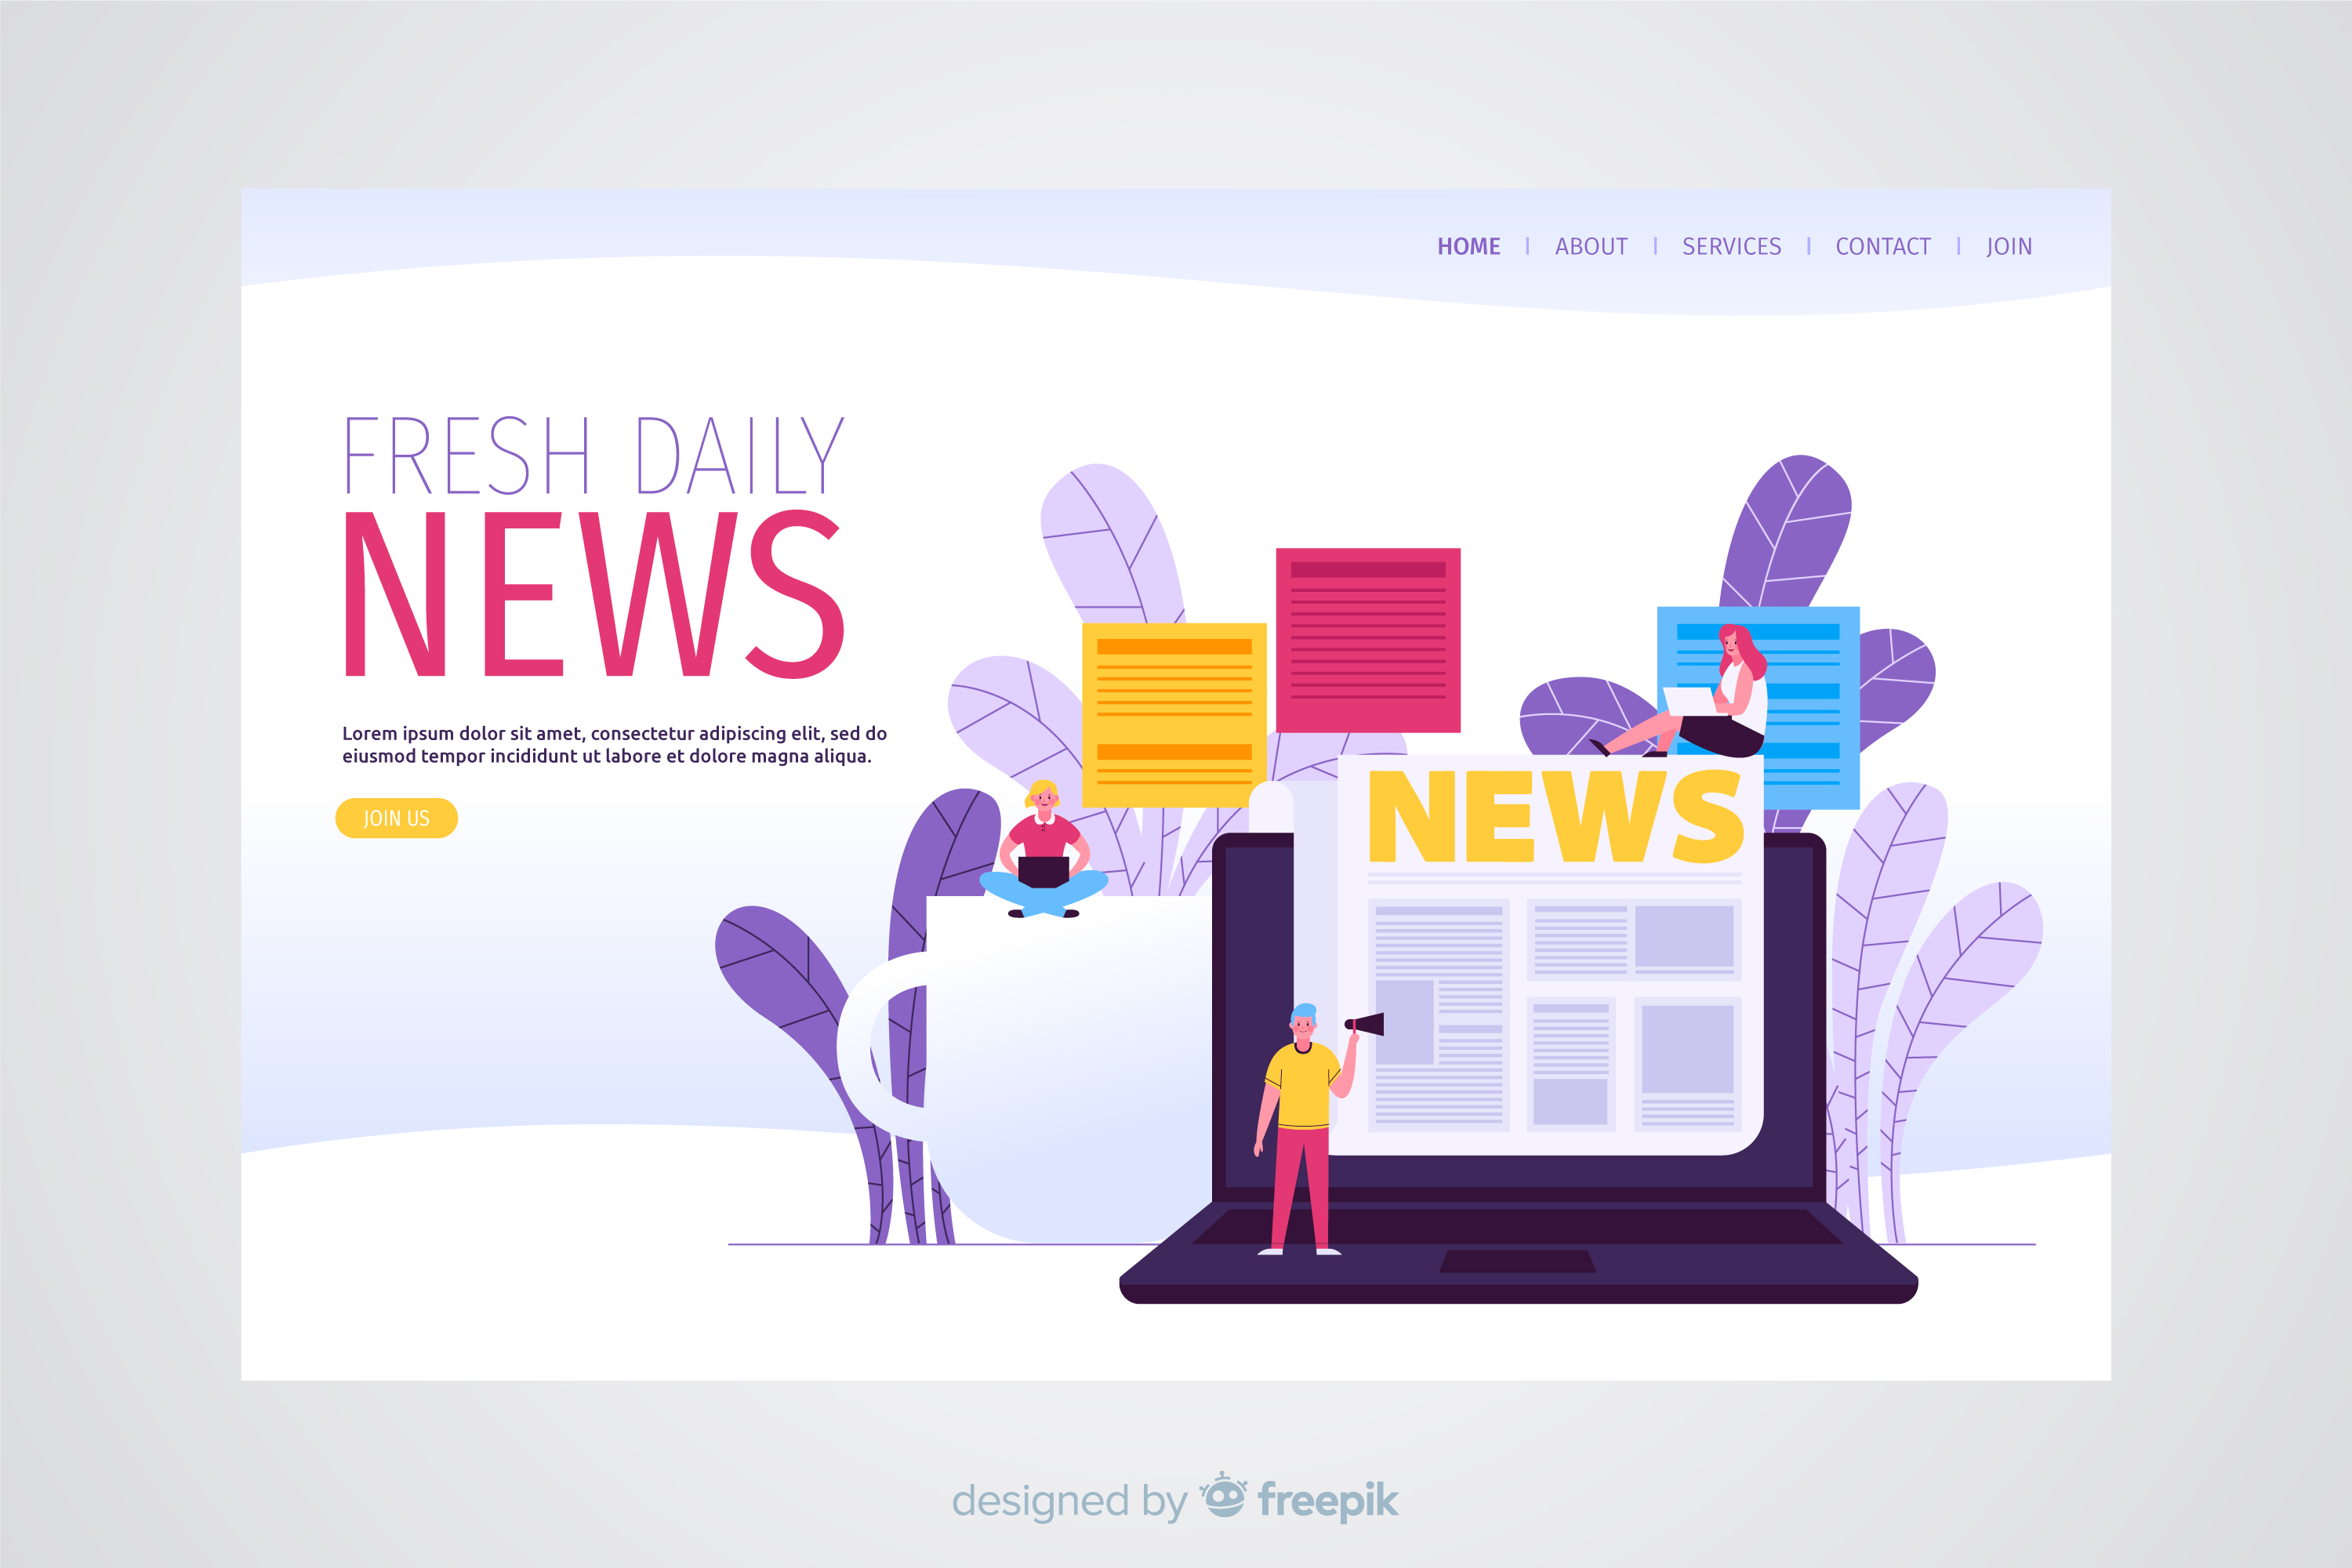 HOME | ABOUT | SERVICES | CONTACT | JOIN
FRESH DAILY
NEWS
Lorem ipsum dolor sit amet, consectetur adipiscing elit, sed do
eiusmod tempor incididunt ut labore et dolore magna aliqua.
JOIN US
NEWS
designed by freepik